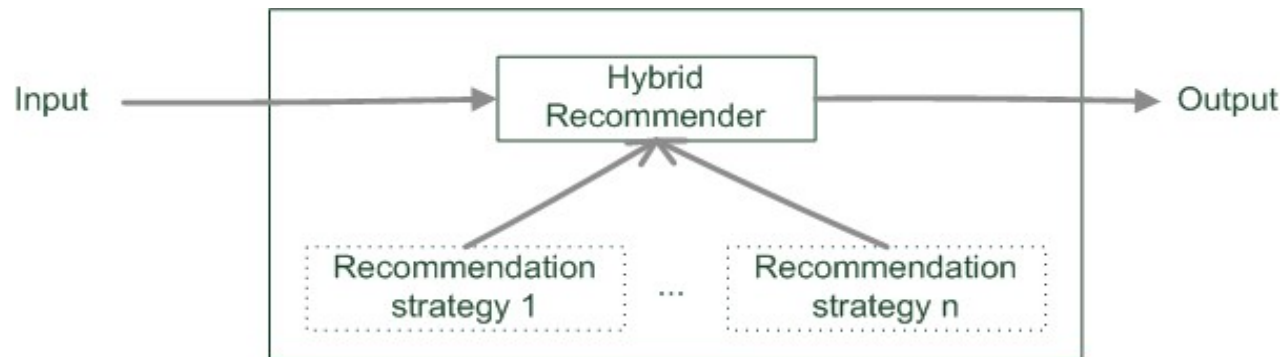 Hybrid
Recommender
Input
Output
Recommendation
strategy 1
...
Recommendation
strategy n